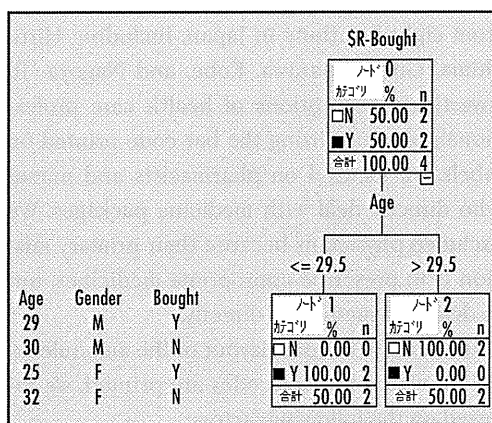 $R-Bought
ノード 0
カテゴリ % n
N 50.00 2
Y 50.00 2
合計 100.00 4
Age
<= 29.5 > 29.5
ノード 1
カテゴリ % n
N 0.00 0
Y 100.00 2
合計 50.00 2
ノード 2
カテゴリ % n
N 100.00 2
Y 0.00 0
合計 50.00 2
Age Gender Bought
29 M Y
30 M N
25 F Y
32 F N